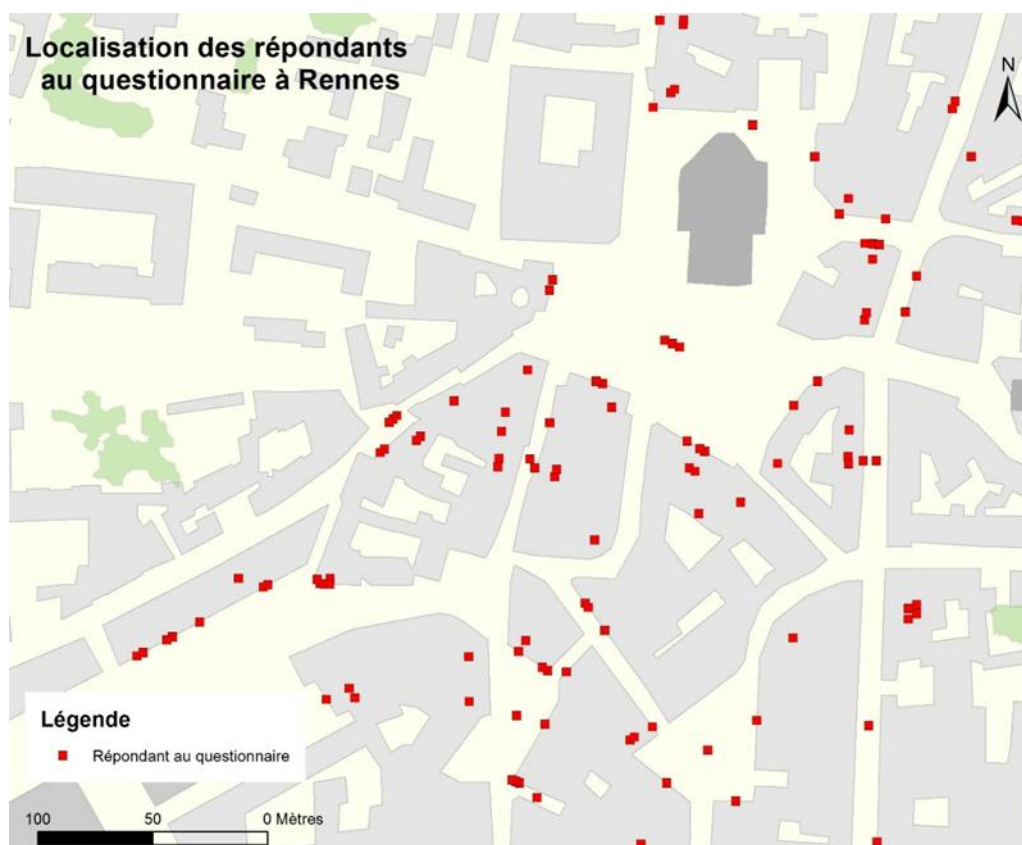 Localisation des répondants
au questionnaire à Rennes
N
Légende
Répondant au questionnaire
100 50 0 Mètres